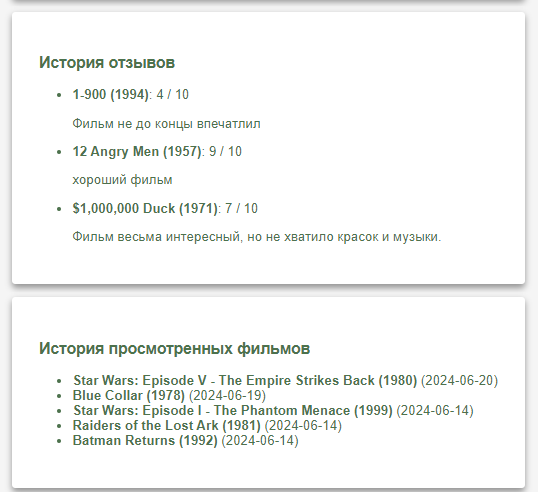 История отзывов
1-900 (1994): 4 / 10
Фильм не до концы впечатлил
12 Angry Men (1957): 9 / 10
хороший фильм
$1,000,000 Duck (1971): 7 / 10
Фильм весьма интересный, но не хватило красок и музыки.
История просмотренных фильмов
Star Wars: Episode V - The Empire Strikes Back (1980) (2024-06-20)
Blue Collar (1978) (2024-06-19)
Star Wars: Episode I - The Phantom Menace (1999) (2024-06-14)
Raiders of the Lost Ark (1981) (2024-06-14)
Batman Returns (1992) (2024-06-14)